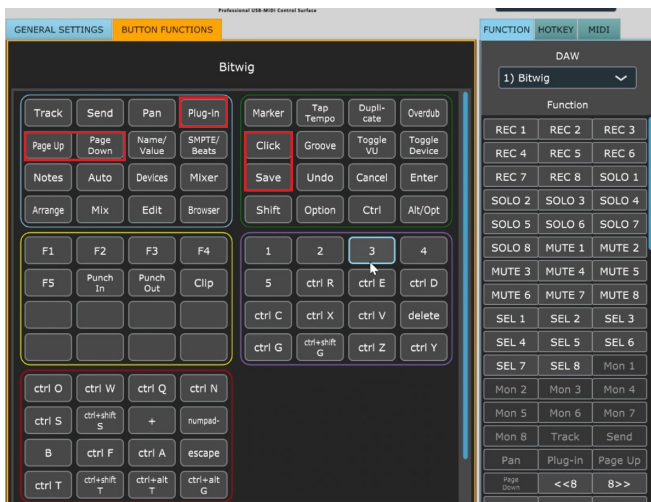 Professional USB-MIDI Control Surface
GENERAL SETTINGS BUTTON FUNCTIONS FUNCTION HOTKEY MIDI
Bitwig
Track Send Pan Plug-In
Page Up Page Down Name/ Value SMPTE/ Beats
Notes Auto Devices Mixer
Arrange Mix Edit Browser
Marker Tap Tempo Dupli- cate Overdub
Click Groove Toggle VU Toggle Device
Save Undo Cancel Enter
Shift Option Ctrl Alt/Opt
F1 F2 F3 F4
F5 Punch In Punch Out Clip
1 2 3 4
5 ctrl R ctrl E ctrl D
ctrl C ctrl X ctrl V delete
ctrl G ctrl+shift G ctrl Z ctrl Y
ctrl O ctrl W ctrl Q ctrl N
ctrl S ctrl+shift S + numpad-
B ctrl F ctrl A escape
ctrl T ctrl+shift T ctrl+alt T ctrl+alt G
DAW
1) Bitwig
Function
REC 1 REC 2 REC 3
REC 4 REC 5 REC 6
REC 7 REC 8 SOLO 1
SOLO 2 SOLO 3 SOLO 4
SOLO 5 SOLO 6 SOLO 7
SOLO 8 MUTE 1 MUTE 2
MUTE 3 MUTE 4 MUTE 5
MUTE 6 MUTE 7 MUTE 8
SEL 1 SEL 2 SEL 3
SEL 4 SEL 5 SEL 6
SEL 7 SEL 8 Mon 1
Mon 2 Mon 3 Mon 4
Mon 5 Mon 6 Mon 7
Mon 8 Track Send
Pan Plug-in Page Up
Page Down <<8 8>>